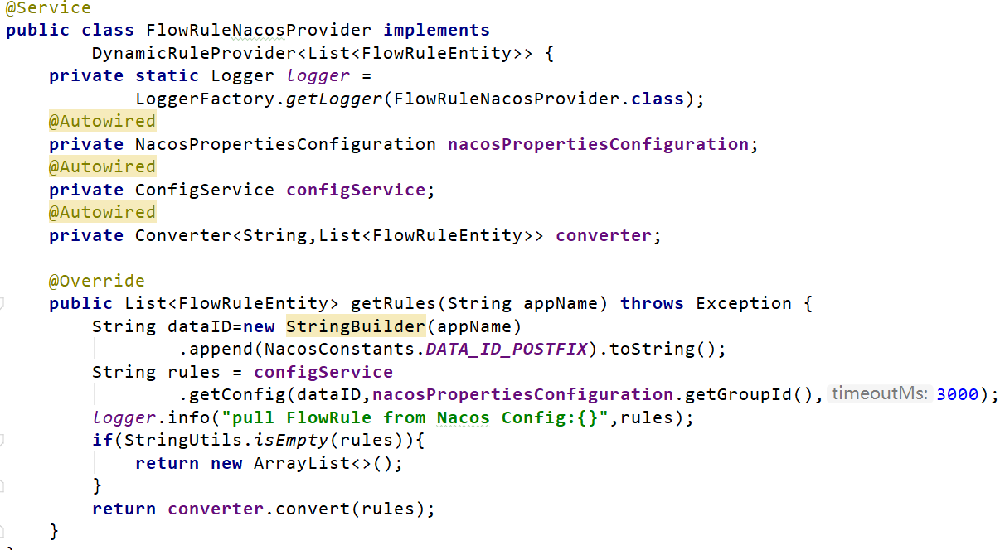 @Service
public class FlowRuleNacosProvider implements
        DynamicRuleProvider<List<FlowRuleEntity>> {
    private static Logger logger =
            LoggerFactory.getLogger(FlowRuleNacosProvider.class);
    @Autowired
    private NacosPropertiesConfiguration nacosPropertiesConfiguration;
    @Autowired
    private ConfigService configService;
    @Autowired
    private Converter<String,List<FlowRuleEntity>> converter;

    @Override
    public List<FlowRuleEntity> getRules(String appName) throws Exception {
        String dataID=new StringBuilder(appName)
                .append(NacosConstants.DATA_ID_POSTFIX).toString();
        String rules = configService
                .getConfig(dataID,nacosPropertiesConfiguration.getGroupId(), timeoutMs: 3000);
        logger.info("pull FlowRule from Nacos Config:{}",rules);
        if(StringUtils.isEmpty(rules)){
            return new ArrayList<>();
        }
        return converter.convert(rules);
    }